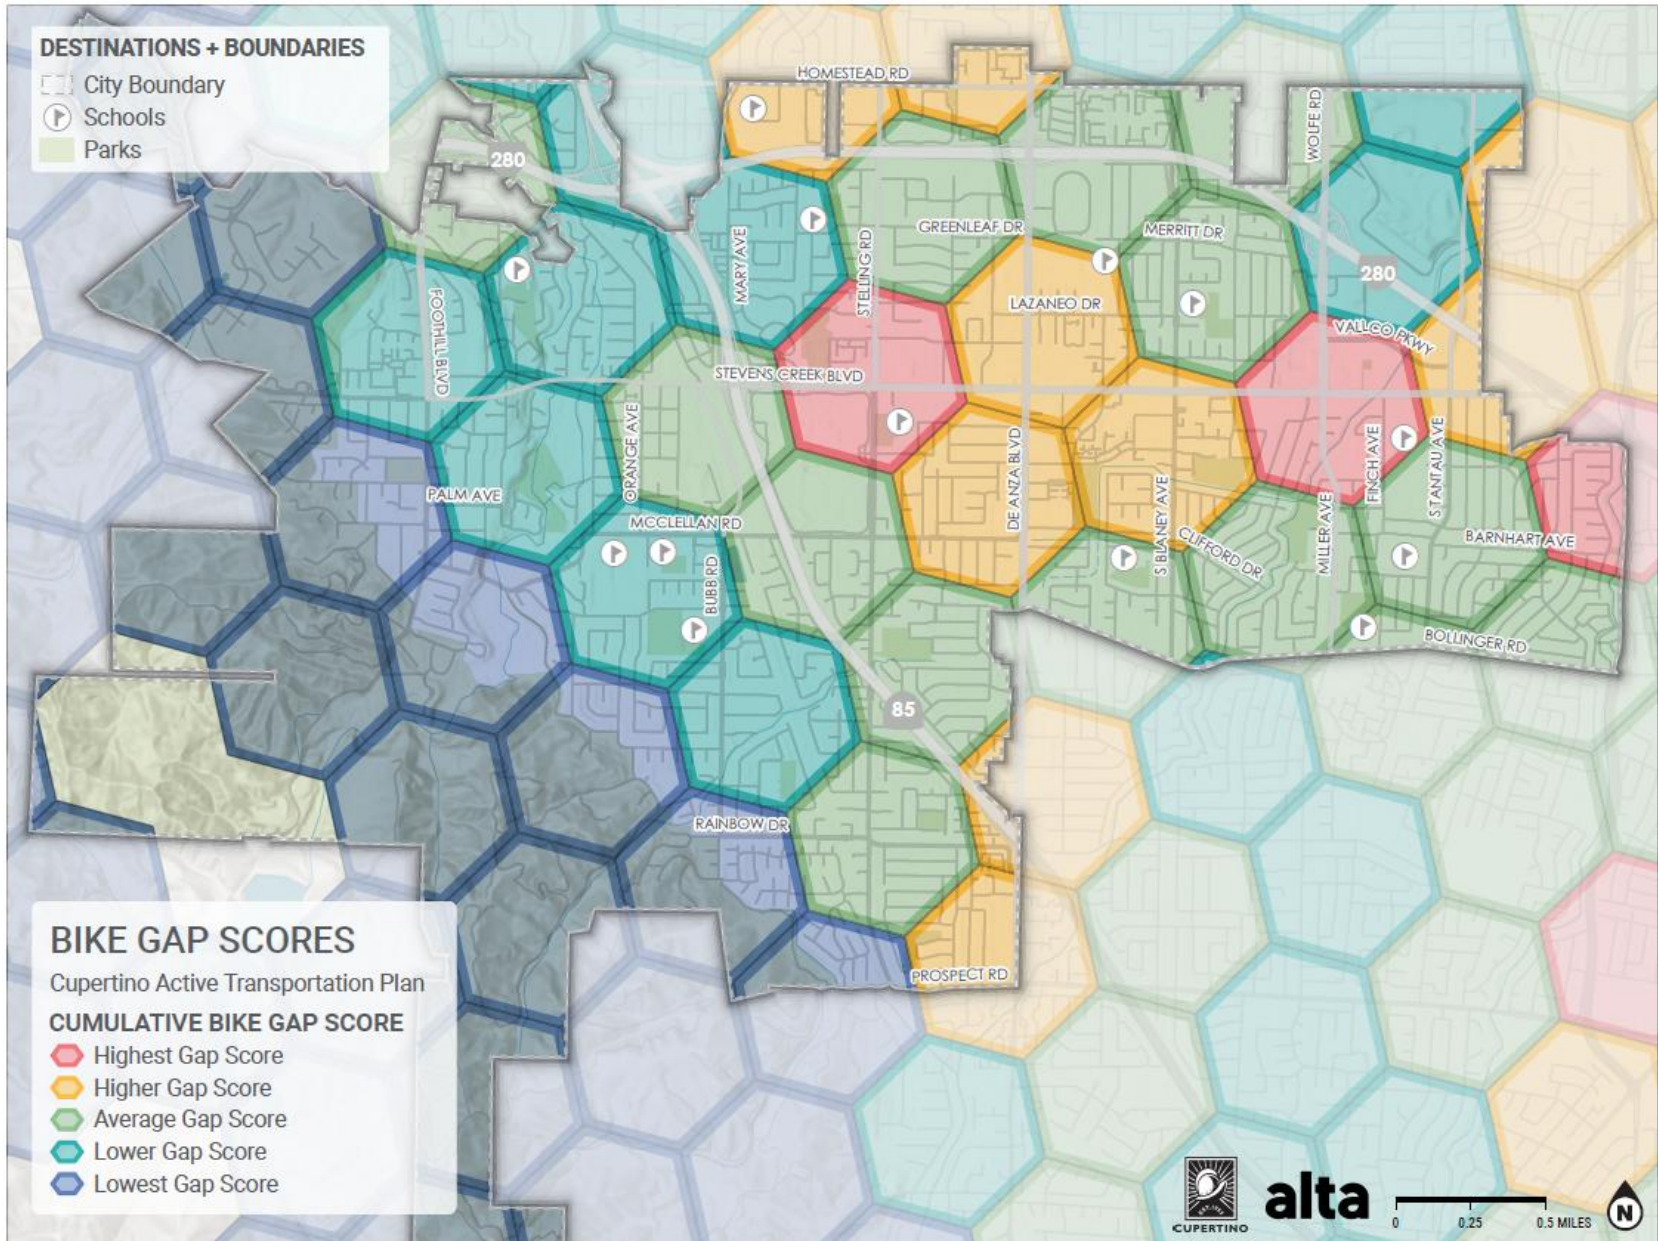 DESTINATIONS + BOUNDARIES
City Boundary
Schools
Parks
HOMESTEAD RD
WOLFE RD
280
GREENLEAF DR
MERRITT DR
MARY AVE
STELLING RD
280
FOOTHILL BLVD
LAZANEO DR
VALLCO PKWY
STEVENS CREEK BLVD
ORANGE AVE
DE ANZA BLVD
FINCH AVE
S TANTAU AVE
PALM AVE
MCCLELLAN RD
S BLANEY AVE
MILLER AVE
CLIFFORD DR
BARNHART AVE
BUBB RD
BOLLINGER RD
85
RAINBOW DR
PROSPECT RD
BIKE GAP SCORES
Cupertino Active Transportation Plan
CUMULATIVE BIKE GAP SCORE
Highest Gap Score
Higher Gap Score
Average Gap Score
Lower Gap Score
Lowest Gap Score
CUPERTINO
alta
0 0.25 0.5 MILES
N